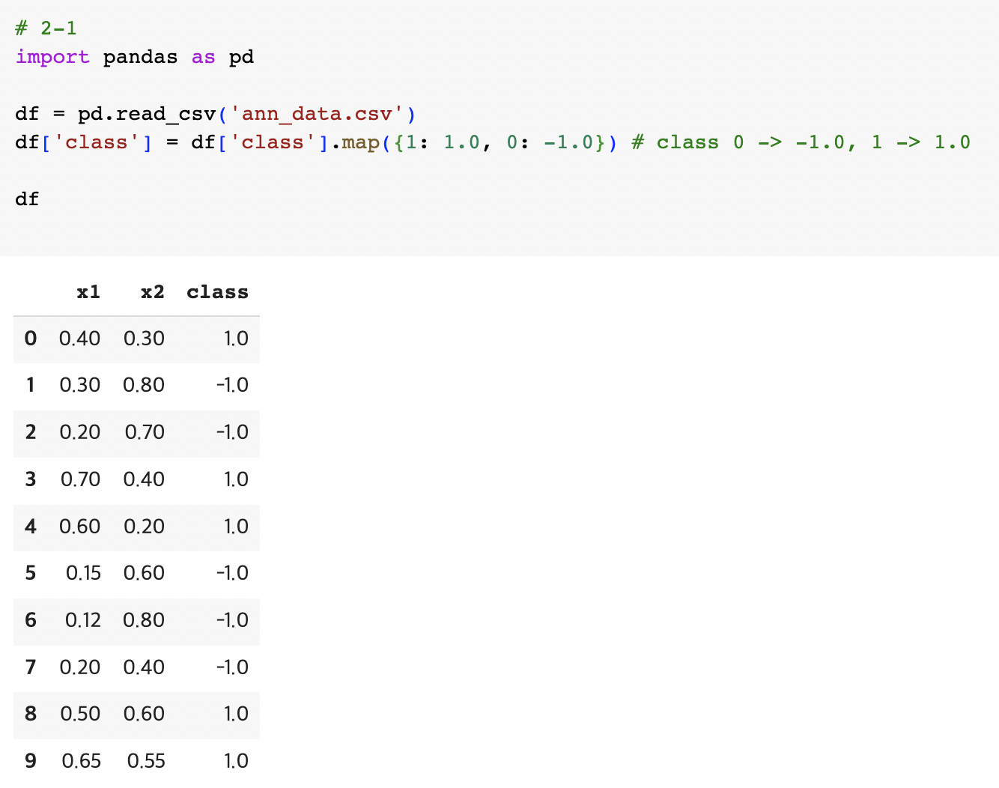 # 2-1
import pandas as pd
df = pd.read_csv('ann_data.csv')
df['class'] = df['class'].map({1: 1.0, 0: -1.0}) # class 0 -> -1.0, 1 -> 1.0
df
x1 x2 class
0 0.40 0.30 1.0
1 0.30 0.80 -1.0
2 0.20 0.70 -1.0
3 0.70 0.40 1.0
4 0.60 0.20 1.0
5 0.15 0.60 -1.0
6 0.12 0.80 -1.0
7 0.20 0.40 -1.0
8 0.50 0.60 1.0
9 0.65 0.55 1.0